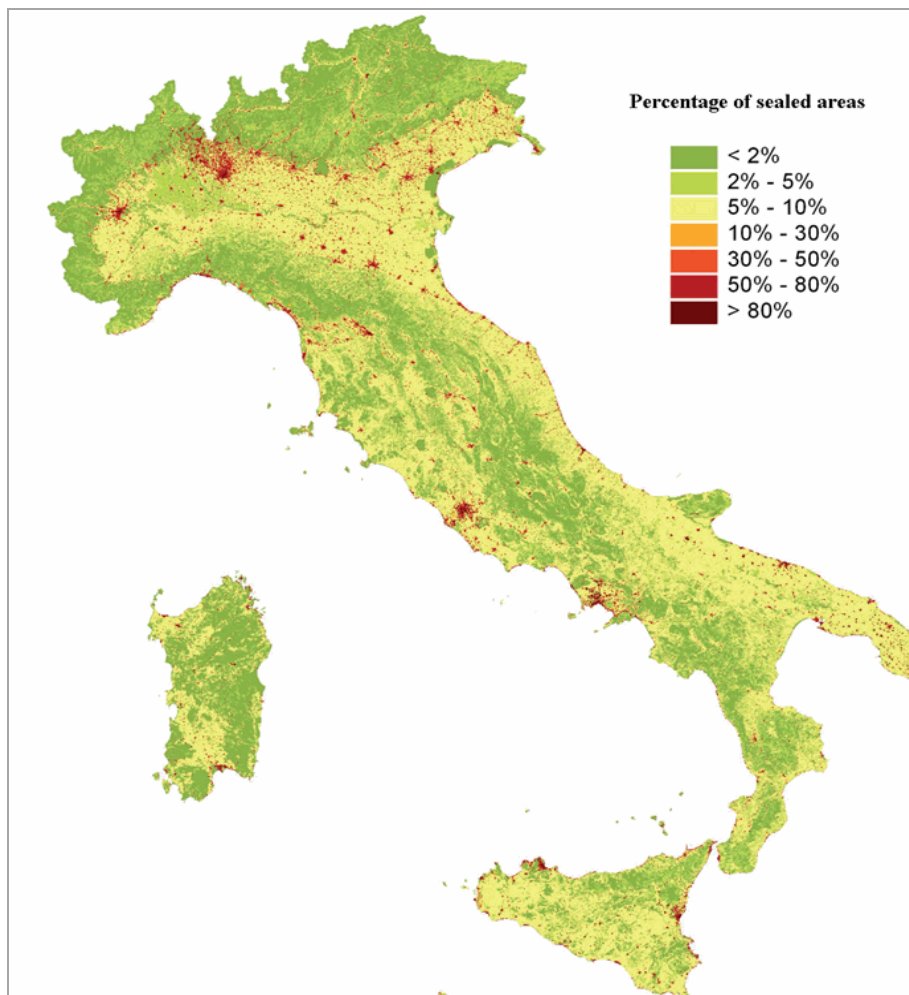 Percentage of sealed areas
< 2%
2% - 5%
5% - 10%
10% - 30%
30% - 50%
50% - 80%
> 80%